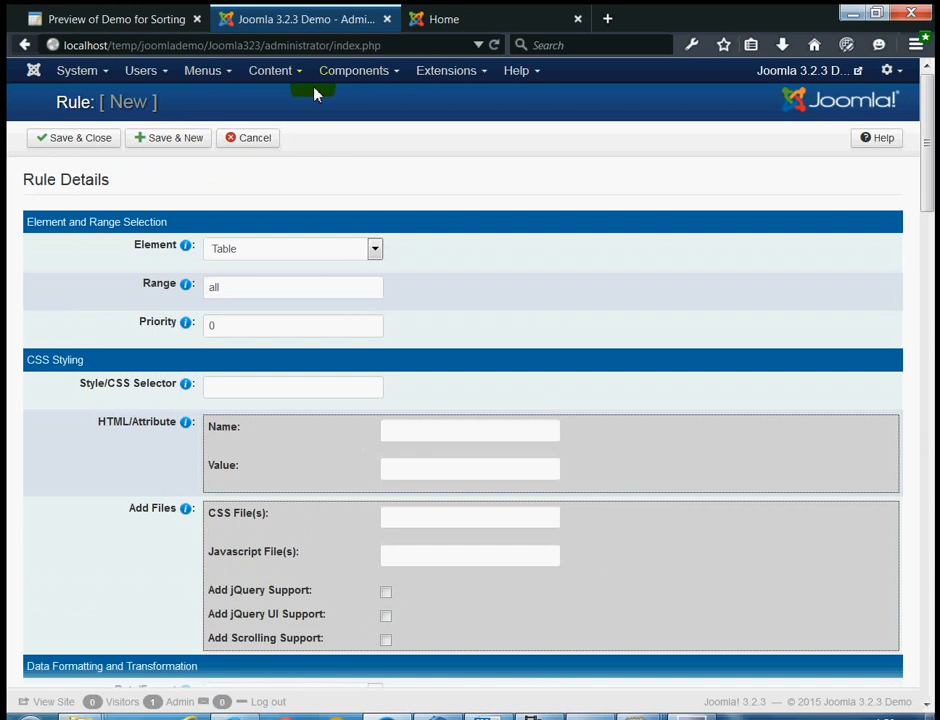 Preview of Demo for Sorting ×
Joomla 3.2.3 Demo - Admi... ×
Home ×
localhost/temp/joomlademo/Joomla323/administrator/index.php
Search
System Users Menus Content Components Extensions Help
Joomla 3.2.3 D...
Rule: [ New ]
Joomla!®
Save & Close
Save & New
Cancel
Help
Rule Details
Element and Range Selection
Element : Table
Range : all
Priority : 0
CSS Styling
Style/CSS Selector :
HTML/Attribute :
Name:
Value:
Add Files :
CSS File(s):
Javascript File(s):
Add jQuery Support:
Add jQuery UI Support:
Add Scrolling Support:
Data Formatting and Transformation
View Site 0 Visitors 1 Admin 0 Log out
Joomla! 3.2.3 — © 2015 Joomla 3.2.3 Demo